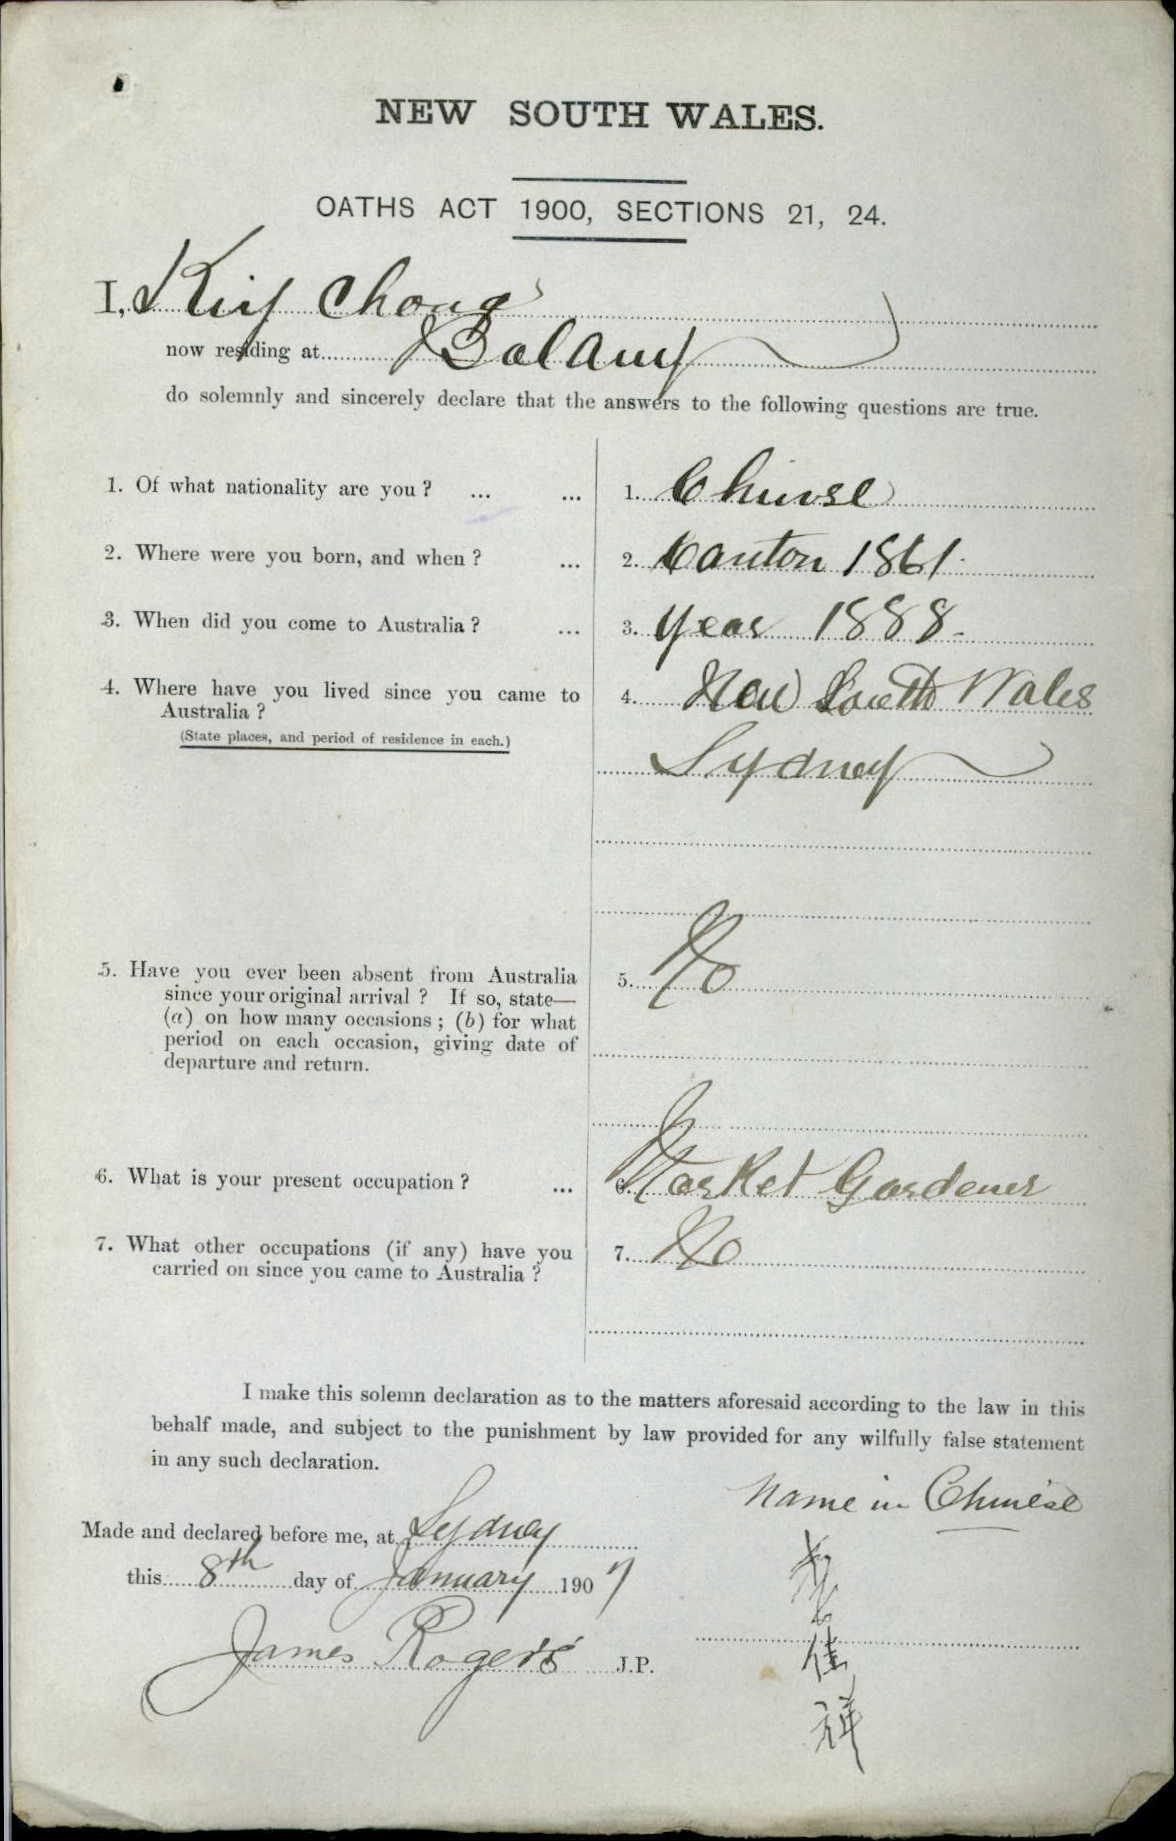 NEW SOUTH WALES.
OATHS ACT 1900, SECTIONS 21, 24.
I, Kiy Chong
now residing at Botany
do solemnly and sincerely declare that the answers to the following questions are true.
1. Of what nationality are you? ... ... 1. Chinese
2. Where were you born, and when? ... 2. Canton 1861.
3. When did you come to Australia? ... 3. year 1888.
4. Where have you lived since you came to 4. New South Wales
Australia?
(State places, and period of residence in each.)
Sydney
5. Have you ever been absent from Australia 5. No
since your original arrival? If so, state—
(a) on how many occasions; (b) for what
period on each occasion, giving date of
departure and return.
6. What is your present occupation? ... 6. Market Gardener
7. What other occupations (if any) have you 7. No
carried on since you came to Australia?
I make this solemn declaration as to the matters aforesaid according to the law in this
behalf made, and subject to the punishment by law provided for any wilfully false statement
in any such declaration.
Name in Chinese
Made and declared before me, at Sydney
this 8th day of January 1907
James Rogers J.P.
佳
祥